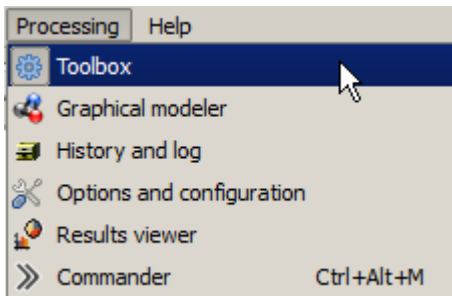 Processing Help
Toolbox
Graphical modeler
History and log
Options and configuration
Results viewer
Commander Ctrl+Alt+M